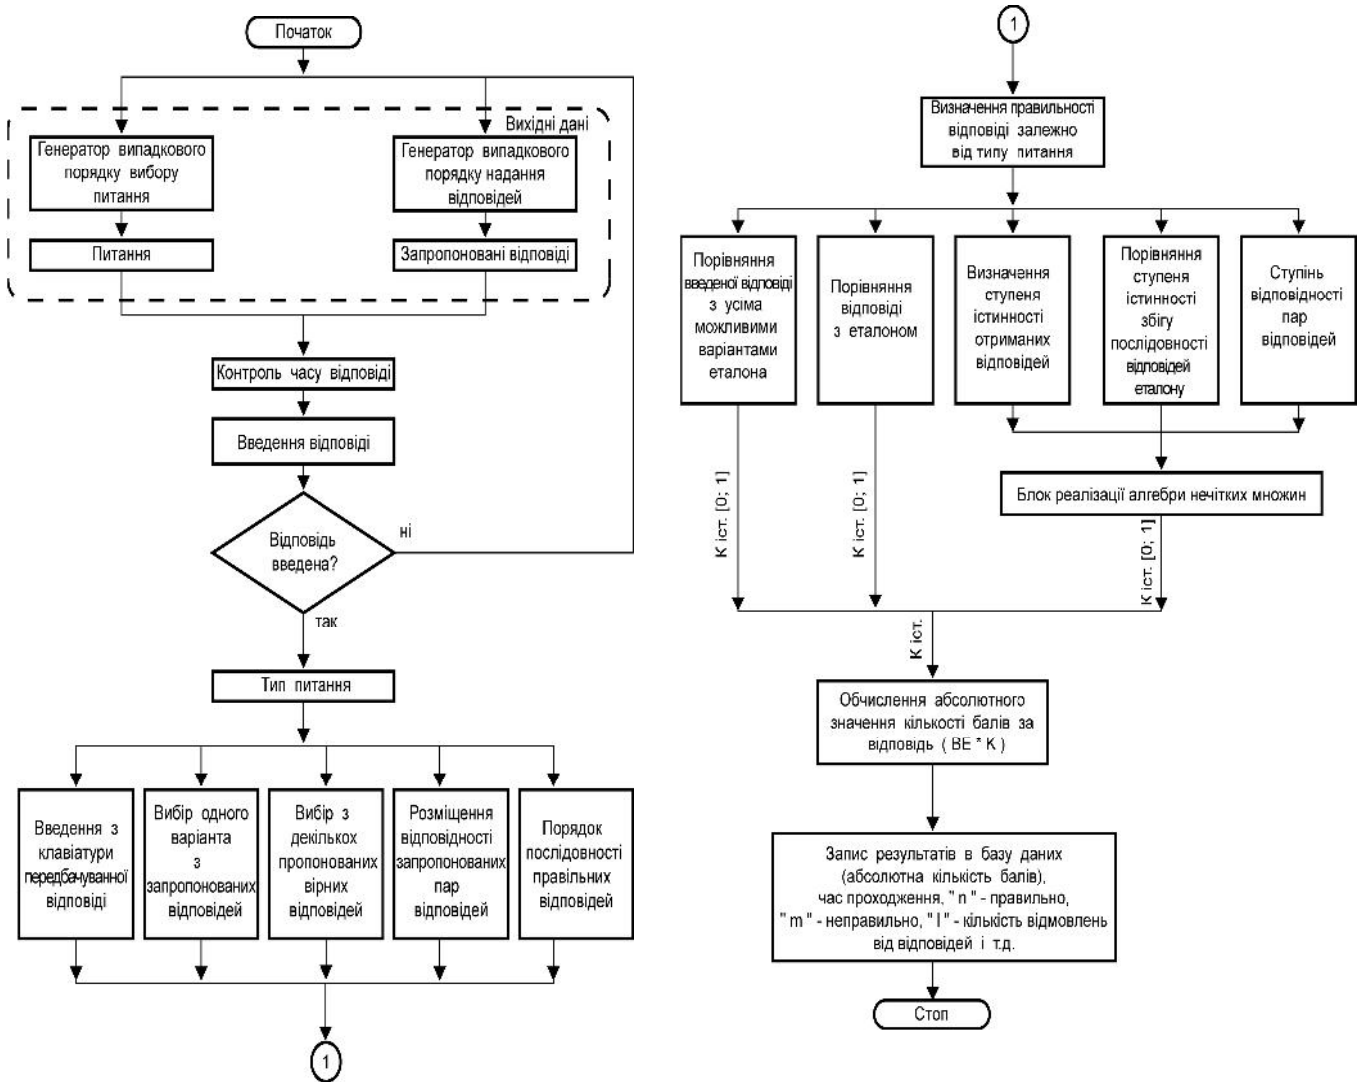 Початок
Вихідні дані
Генератор випадкового
порядку вибору
питання
Генератор випадкового
порядку надання
відповідей
Питання
Запропоновані відповіді
Контроль часу відповіді
Введення відповіді
Відповідь
введена?
ні
так
Тип питання
Введення з
клавіатури
передбачуванної
відповіді
Вибір одного
варіанта
з
запропонованих
відповідей
Вибір з
декількох
пропонованих
вірних
відповідей
Розміщення
відповідності
запропонованих
пар
відповідей
Порядок
послідовності
правільних
відповідей
1
1
Визначення правильності
відповіді залежно
від типу питання
Порівняння
введеної відповіді
з усіма
можливими
варіантами
еталона
Порівняння
відповіді
з еталоном
Визначення
ступеня
істинності
отриманих
відповідей
Порівняння
ступеня
істинності
збігу
послідовності
відповідей
еталону
Ступінь
відповідності
пар
відповідей
Блок реалізації алгебри нечітких множин
К іст. [0; 1]
К іст. [0; 1]
К іст. [0; 1]
К іст.
Обчислення абсолютного
значення кількості балів за
відповідь ( ВЕ * К )
Запис результатів в базу даних
(абсолютна кількість балів),
час проходження, " n " - правильно,
" m " - неправильно, " l " - кількість відмовлень
від відповідей і т.д.
Стоп